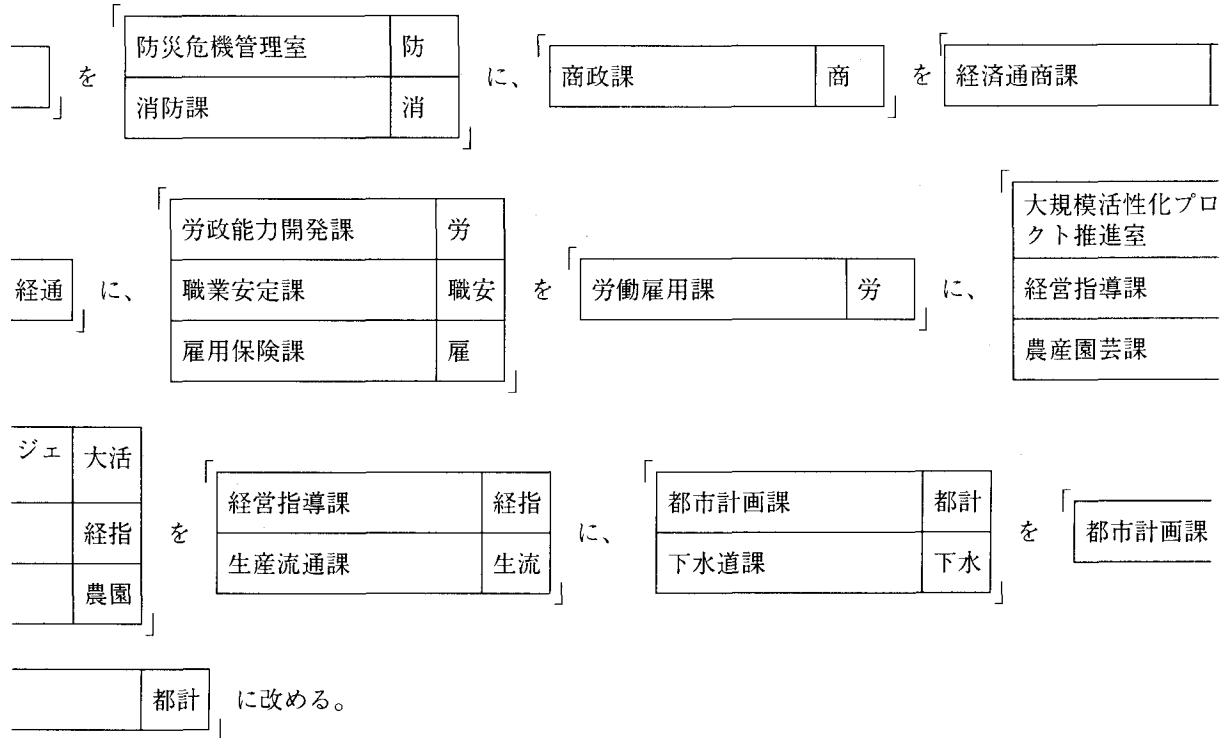 を 「防災危機管理室 防 消防課 消」 に、 「商政課 商」 を 「経済通商課
経通」 に、 「労政能力開発課 労 職業安定課 職安 雇用保険課 雇」 を 「労働雇用課 労」 に、 「大規模活性化プロクト推進室 経営指導課 農産園芸課
ジェ 大活 経指 農園」 を 「経営指導課 経指 生産流通課 生流」 に、 「都市計画課 都計 下水道課 下水」 を 「都市計画課
都計」 に改める。